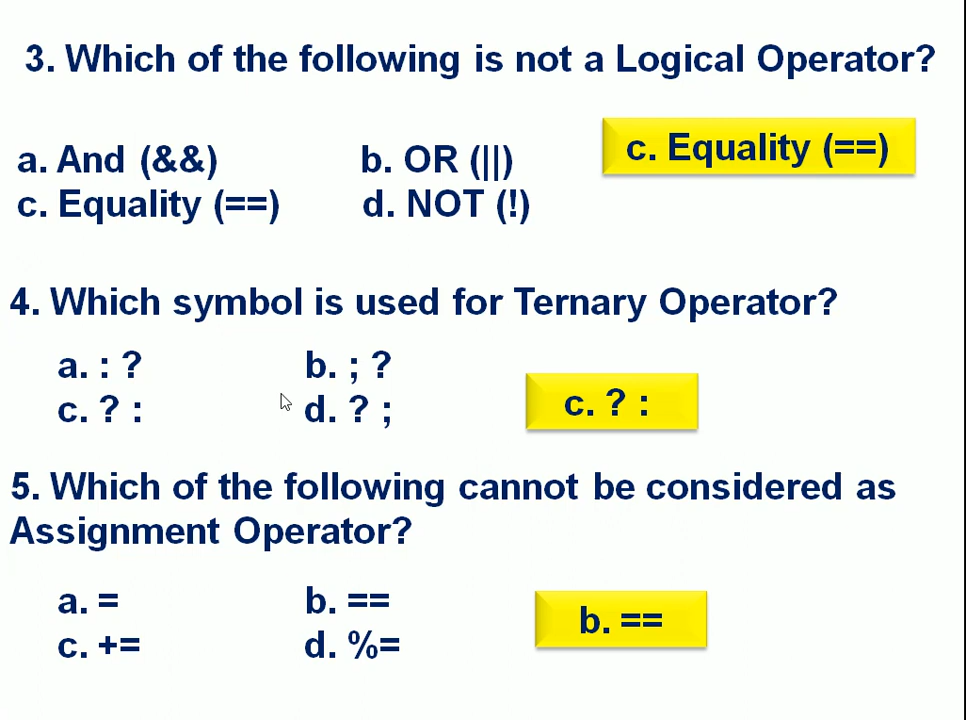 3. Which of the following is not a Logical Operator?
a. And (&&) b. OR (||) c. Equality (==)
c. Equality (==) d. NOT (!)
4. Which symbol is used for Ternary Operator?
a. : ? b. ; ?
c. ? : d. ? ; c. ? :
5. Which of the following cannot be considered as
Assignment Operator?
a. = b. ==
c. += d. %= b. ==